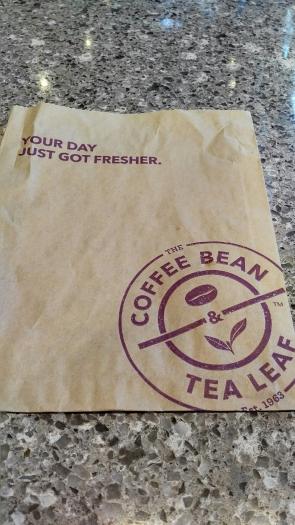 YOUR DAY
JUST GOT FRESHER.
THE
COFFEE BEAN
&
TEA LEAF
TM
Est. 1963